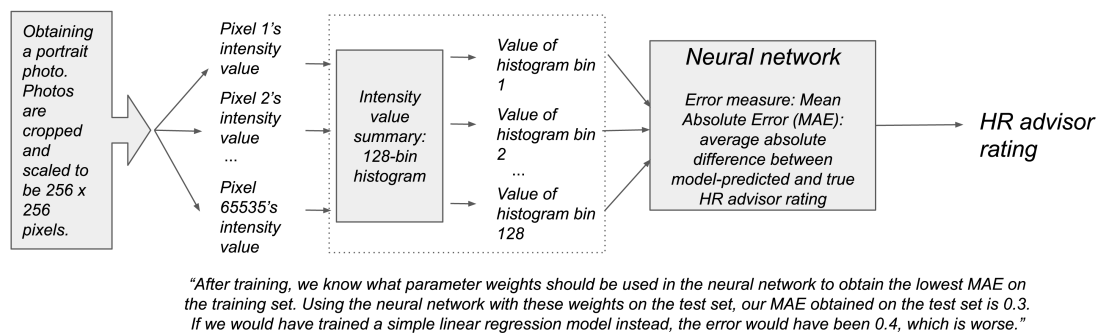 Obtaining
a portrait
photo.
Photos
are
cropped
and
scaled to
be 256 x
256
pixels.
Pixel 1's
intensity
value
Pixel 2's
intensity
value
...
Pixel
65535's
intensity
value
Intensity
value
summary:
128-bin
histogram
Value of
histogram bin
1
Value of
histogram bin
2
...
Value of
histogram bin
128
Neural network
Error measure: Mean
Absolute Error (MAE):
average absolute
difference between
model-predicted and true
HR advisor rating
HR advisor
rating
“After training, we know what parameter weights should be used in the neural network to obtain the lowest MAE on
the training set. Using the neural network with these weights on the test set, our MAE obtained on the test set is 0.3.
If we would have trained a simple linear regression model instead, the error would have been 0.4, which is worse.”